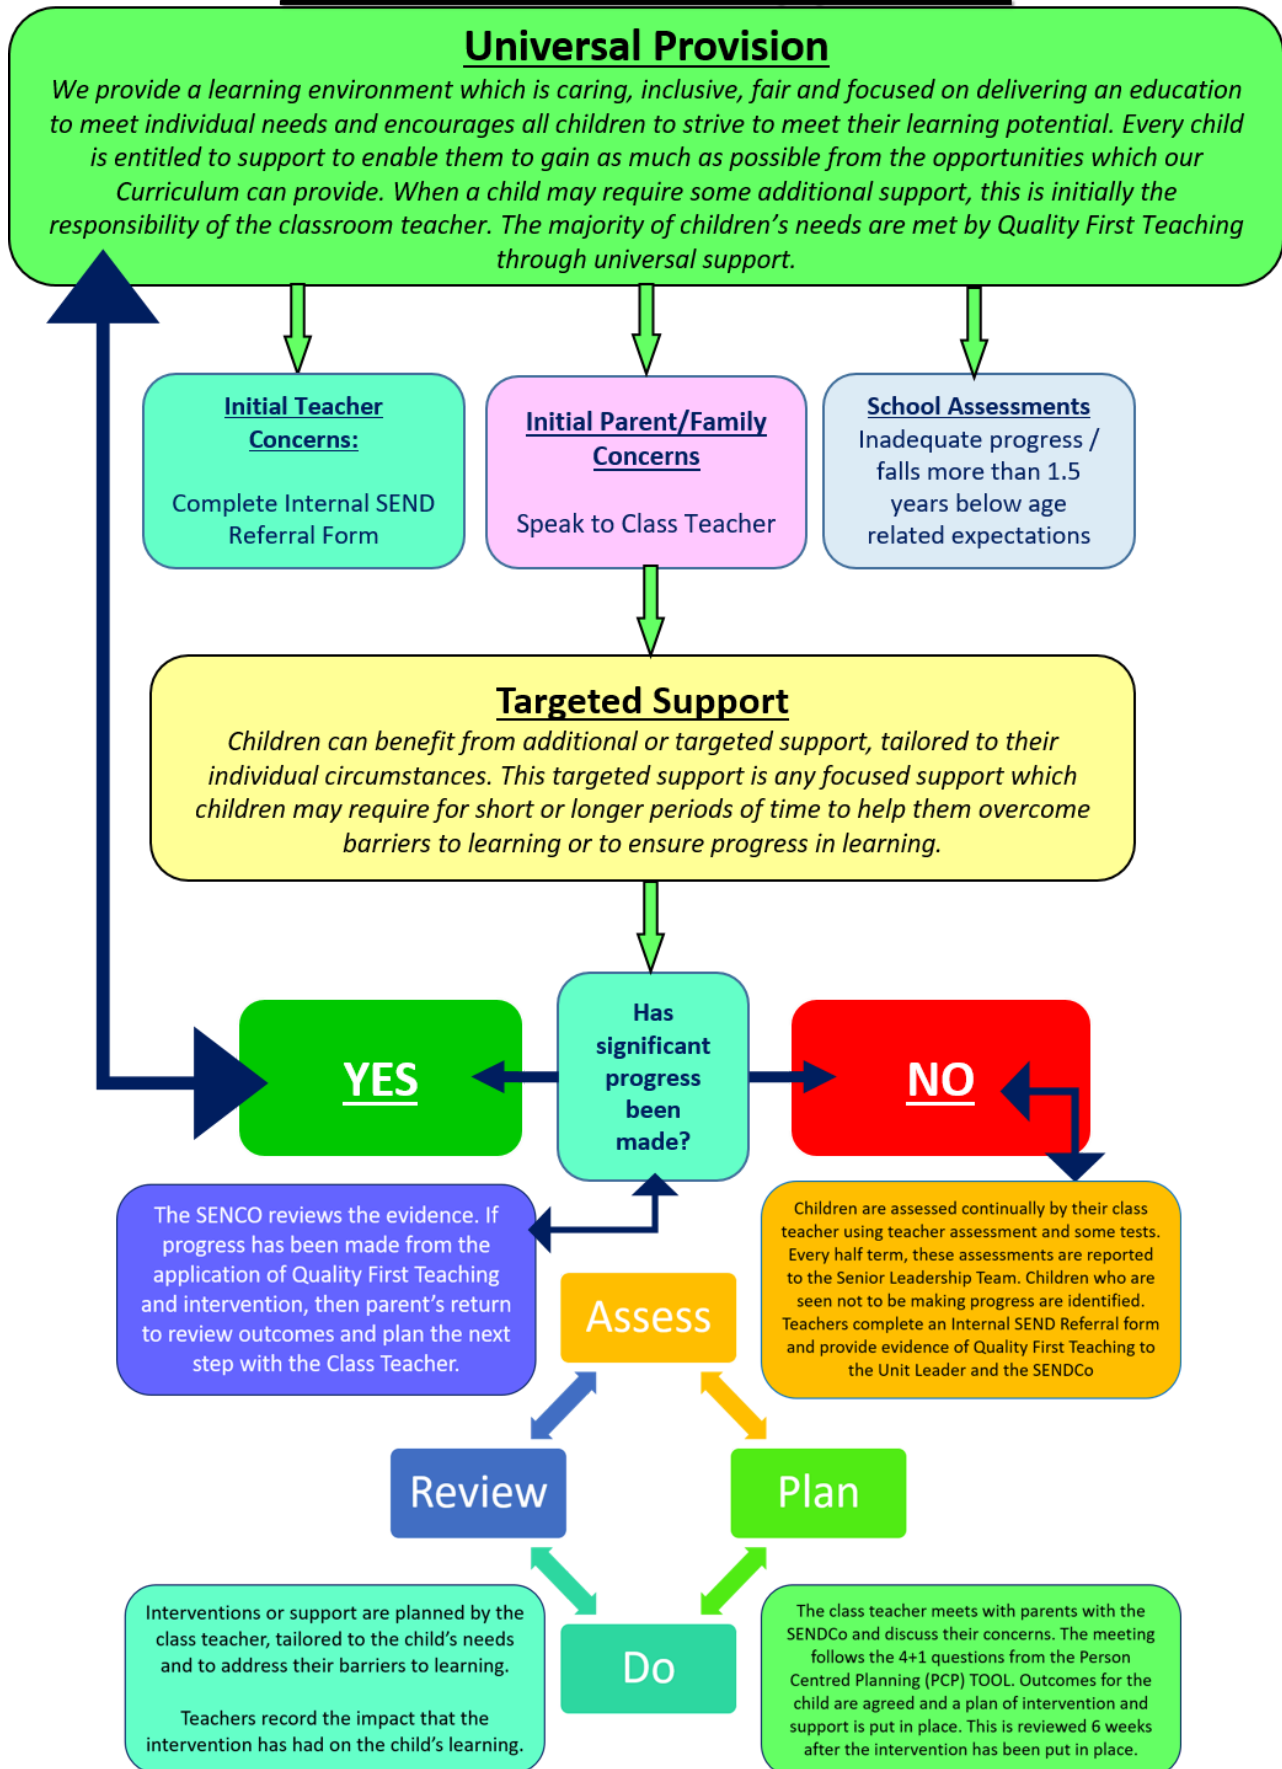 Universal Provision
We provide a learning environment which is caring, inclusive, fair and focused on delivering an education
to meet individual needs and encourages all children to strive to meet their learning potential. Every child
is entitled to support to enable them to gain as much as possible from the opportunities which our
Curriculum can provide. When a child may require some additional support, this is initially the
responsibility of the classroom teacher. The majority of children’s needs are met by Quality First Teaching
through universal support.
Initial Teacher
Concerns:
Complete Internal SEND
Referral Form
Initial Parent/Family
Concerns
Speak to Class Teacher
School Assessments
Inadequate progress /
falls more than 1.5
years below age
related expectations
Targeted Support
Children can benefit from additional or targeted support, tailored to their
individual circumstances. This targeted support is any focused support which
children may require for short or longer periods of time to help them overcome
barriers to learning or to ensure progress in learning.
YES
Has
significant
progress
been
made?
NO
The SENCO reviews the evidence. If
progress has been made from the
application of Quality First Teaching
and intervention, then parent’s return
to review outcomes and plan the next
step with the Class Teacher.
Children are assessed continually by their class
teacher using teacher assessment and some tests.
Every half term, these assessments are reported
to the Senior Leadership Team. Children who are
seen not to be making progress are identified.
Teachers complete an Internal SEND Referral form
and provide evidence of Quality First Teaching to
the Unit Leader and the SENDCo
Assess
Review
Plan
Do
Interventions or support are planned by the
class teacher, tailored to the child’s needs
and to address their barriers to learning.
Teachers record the impact that the
intervention has had on the child’s learning.
The class teacher meets with parents with the
SENDCo and discuss their concerns. The meeting
follows the 4+1 questions from the Person
Centred Planning (PCP) TOOL. Outcomes for the
child are agreed and a plan of intervention and
support is put in place. This is reviewed 6 weeks
after the intervention has been put in place.